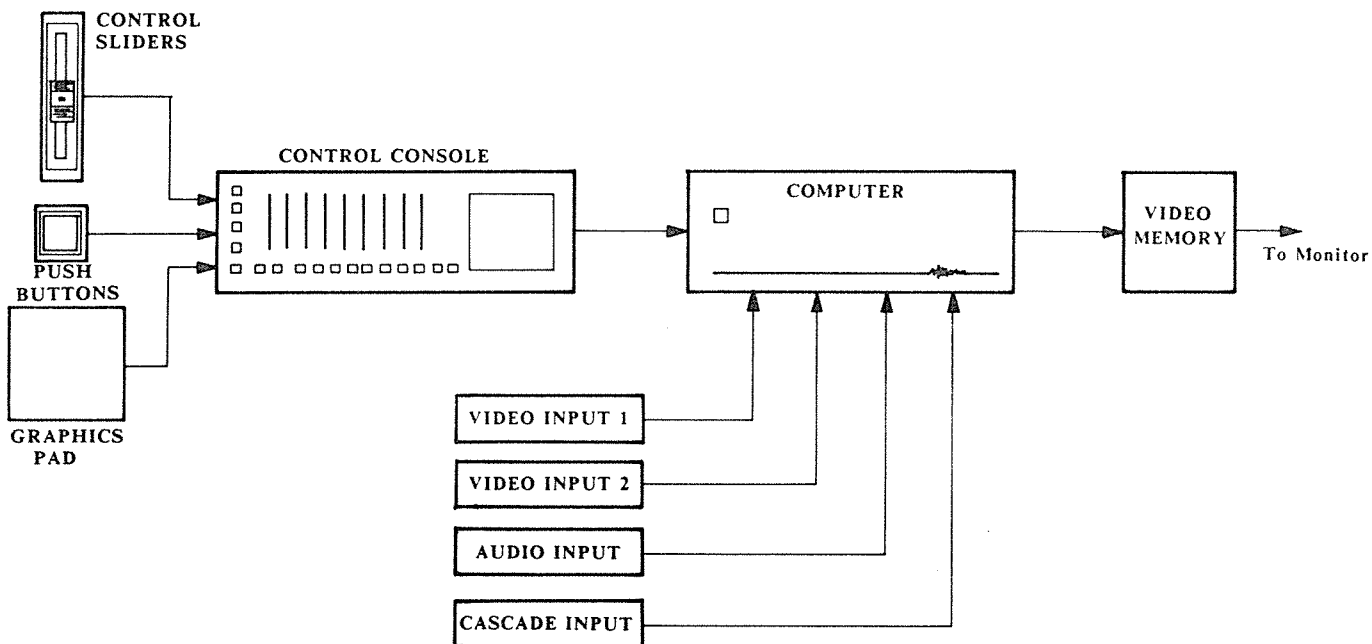 CONTROL
SLIDERS
CONTROL CONSOLE
COMPUTER
VIDEO
MEMORY
To Monitor
PUSH
BUTTONS
GRAPHICS
PAD
VIDEO INPUT 1
VIDEO INPUT 2
AUDIO INPUT
CASCADE INPUT